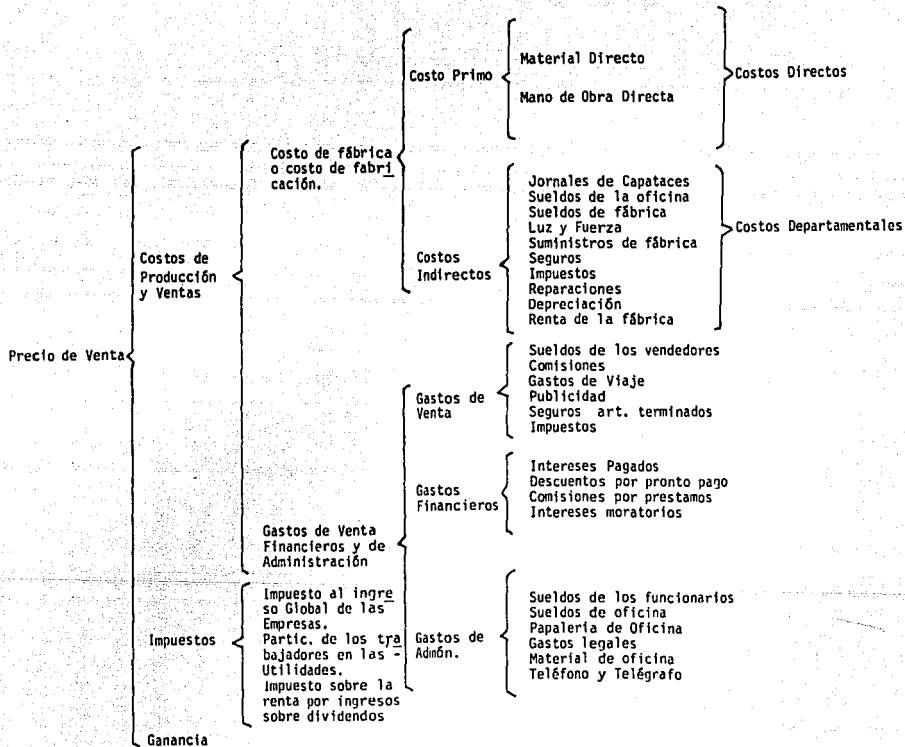 Precio de Venta
Costos de
Producción
y Ventas
Costo de fábrica
o costo de fabri
cación.
Costo Primo
Material Directo
Mano de Obra Directa
Costos Directos
Costos
Indirectos
Jornales de Capataces
Sueldos de la oficina
Sueldos de fábrica
Luz y Fuerza
Suministros de fábrica
Seguros
Impuestos
Reparaciones
Depreciación
Renta de la fábrica
Costos Departamentales
Gastos de Venta
Financieros y de
Administración
Gastos de
Venta
Sueldos de los vendedores
Comisiones
Gastos de Viaje
Publicidad
Seguros art. terminados
Impuestos
Gastos
Financieros
Intereses Pagados
Descuentos por pronto pago
Comisiones por prestamos
Intereses moratorios
Gastos de
Admón.
Sueldos de los funcionarios
Sueldos de oficina
Papaleria de Oficina
Gastos legales
Material de oficina
Teléfono y Telégrafo
Impuestos
Impuesto al ingre
so Global de las
Empresas.
Partic. de los tra
bajadores en las -
Utilidades.
Impuesto sobre la
renta por ingresos
sobre dividendos
Ganancia